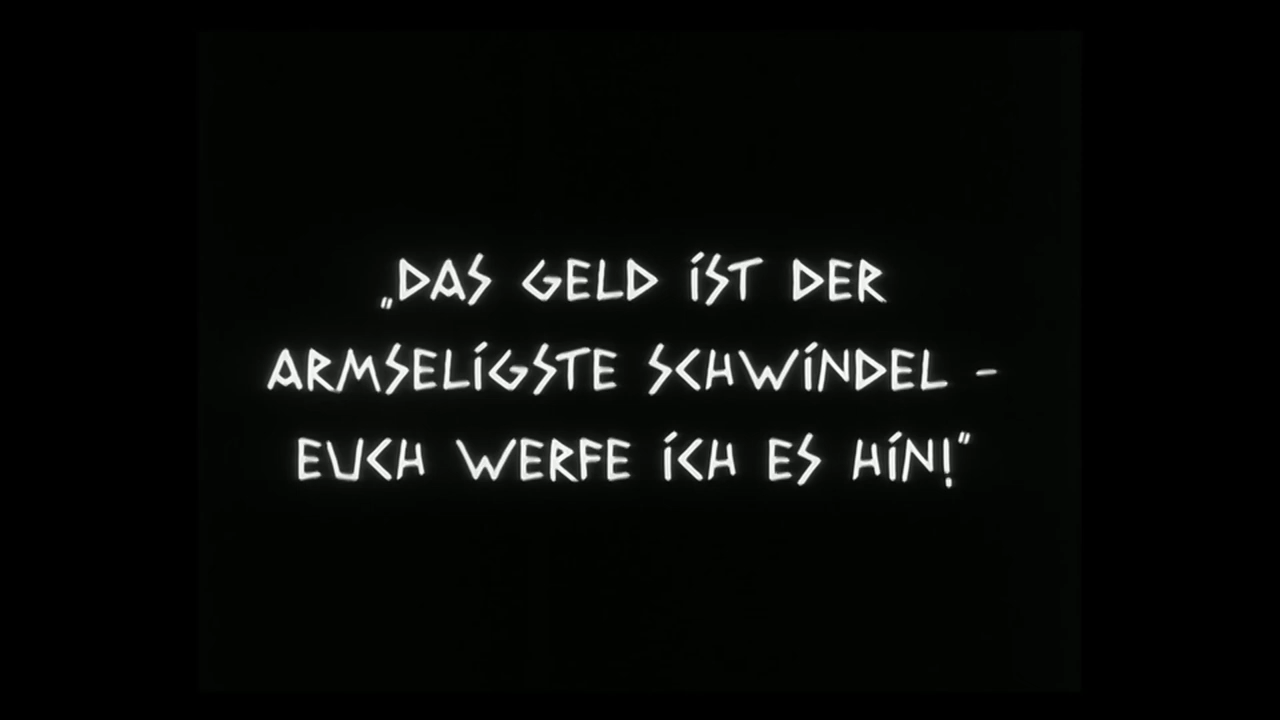 „DAS GELD IST DER
ARMSELIGSTE SCHWINDEL -
EUCH WERFE ICH ES HIN!"